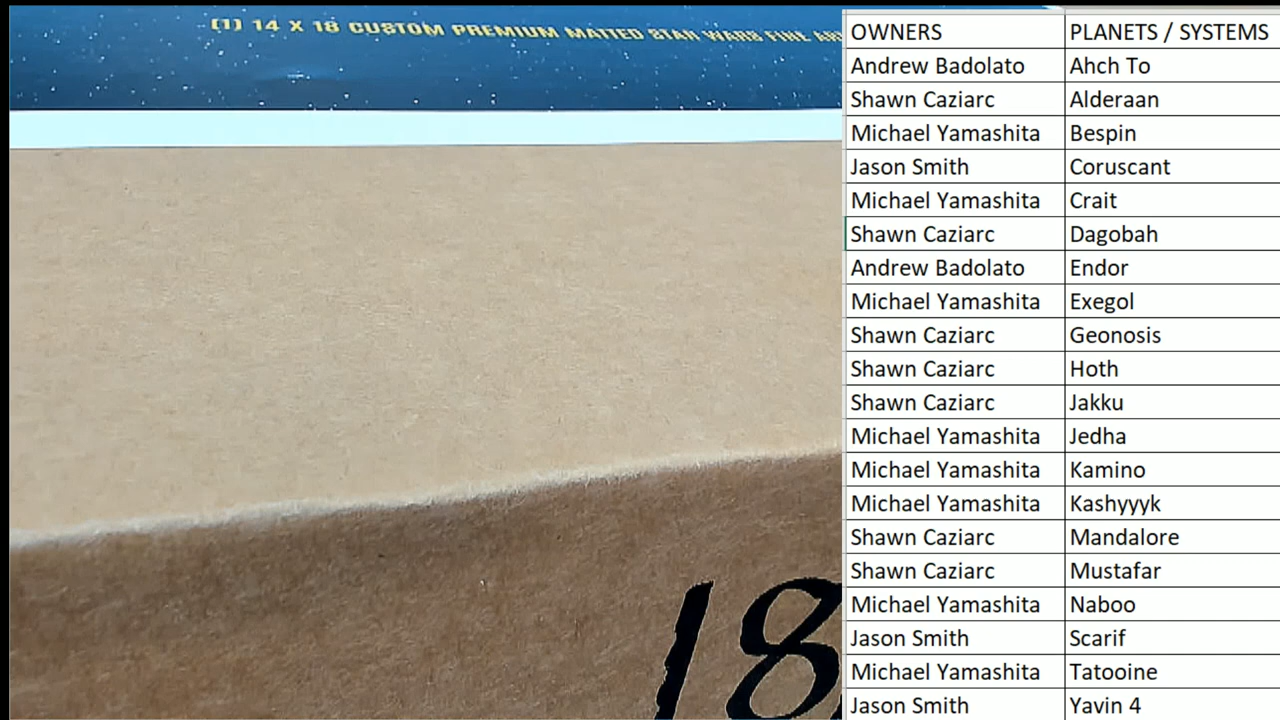 (1) 14 X 18 CUSTOM PREMIUM MATTED STAR WARS FINE
18
OWNERS PLANETS / SYSTEMS
Andrew Badolato Ahch To
Shawn Caziarc Alderaan
Michael Yamashita Bespin
Jason Smith Coruscant
Michael Yamashita Crait
Shawn Caziarc Dagobah
Andrew Badolato Endor
Michael Yamashita Exegol
Shawn Caziarc Geonosis
Shawn Caziarc Hoth
Shawn Caziarc Jakku
Michael Yamashita Jedha
Michael Yamashita Kamino
Michael Yamashita Kashyyyk
Shawn Caziarc Mandalore
Shawn Caziarc Mustafar
Michael Yamashita Naboo
Jason Smith Scarif
Michael Yamashita Tatooine
Jason Smith Yavin 4